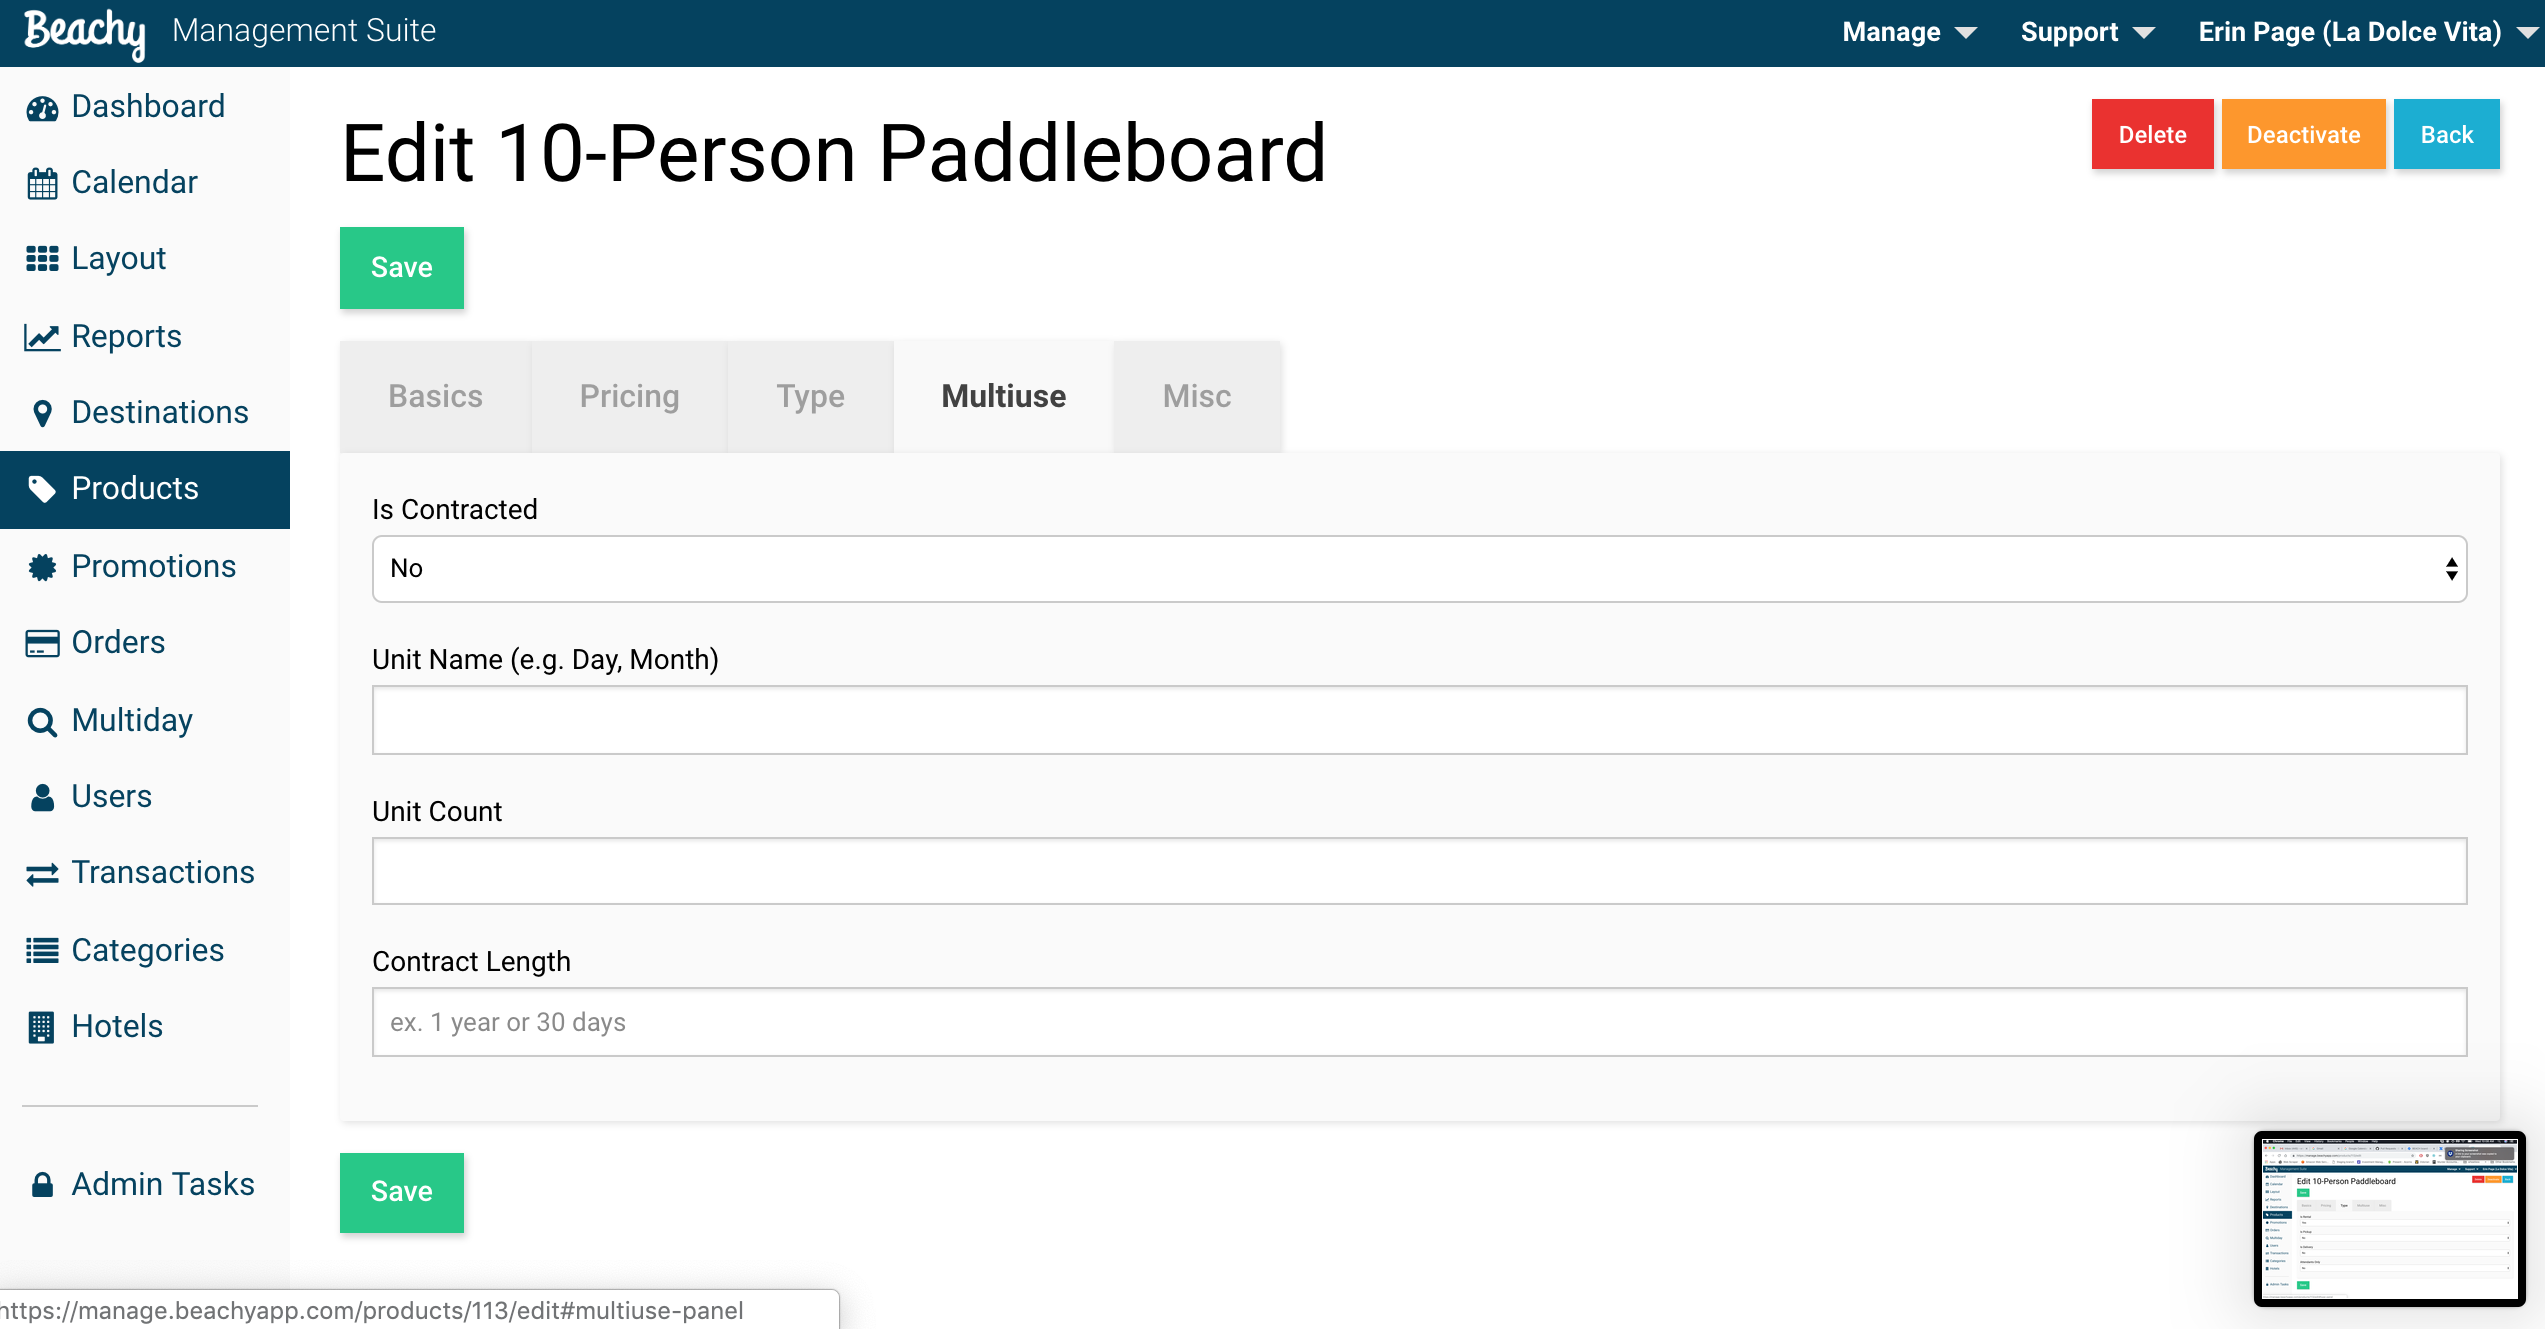 Beachy Management Suite Manage Support Erin Page (La Dolce Vita)
Dashboard
Calendar
Layout
Reports
Destinations
Products
Promotions
Orders
Multiday
Users
Transactions
Categories
Hotels
Admin Tasks
Edit 10-Person Paddleboard
Delete Deactivate Back
Save
Basics Pricing Type Multiuse Misc
Is Contracted
No
Unit Name (e.g. Day, Month)
Unit Count
Contract Length
ex. 1 year or 30 days
Save
https://manage.beachyapp.com/products/113/edit#multiuse-panel
Edit 10-Person Paddleboard